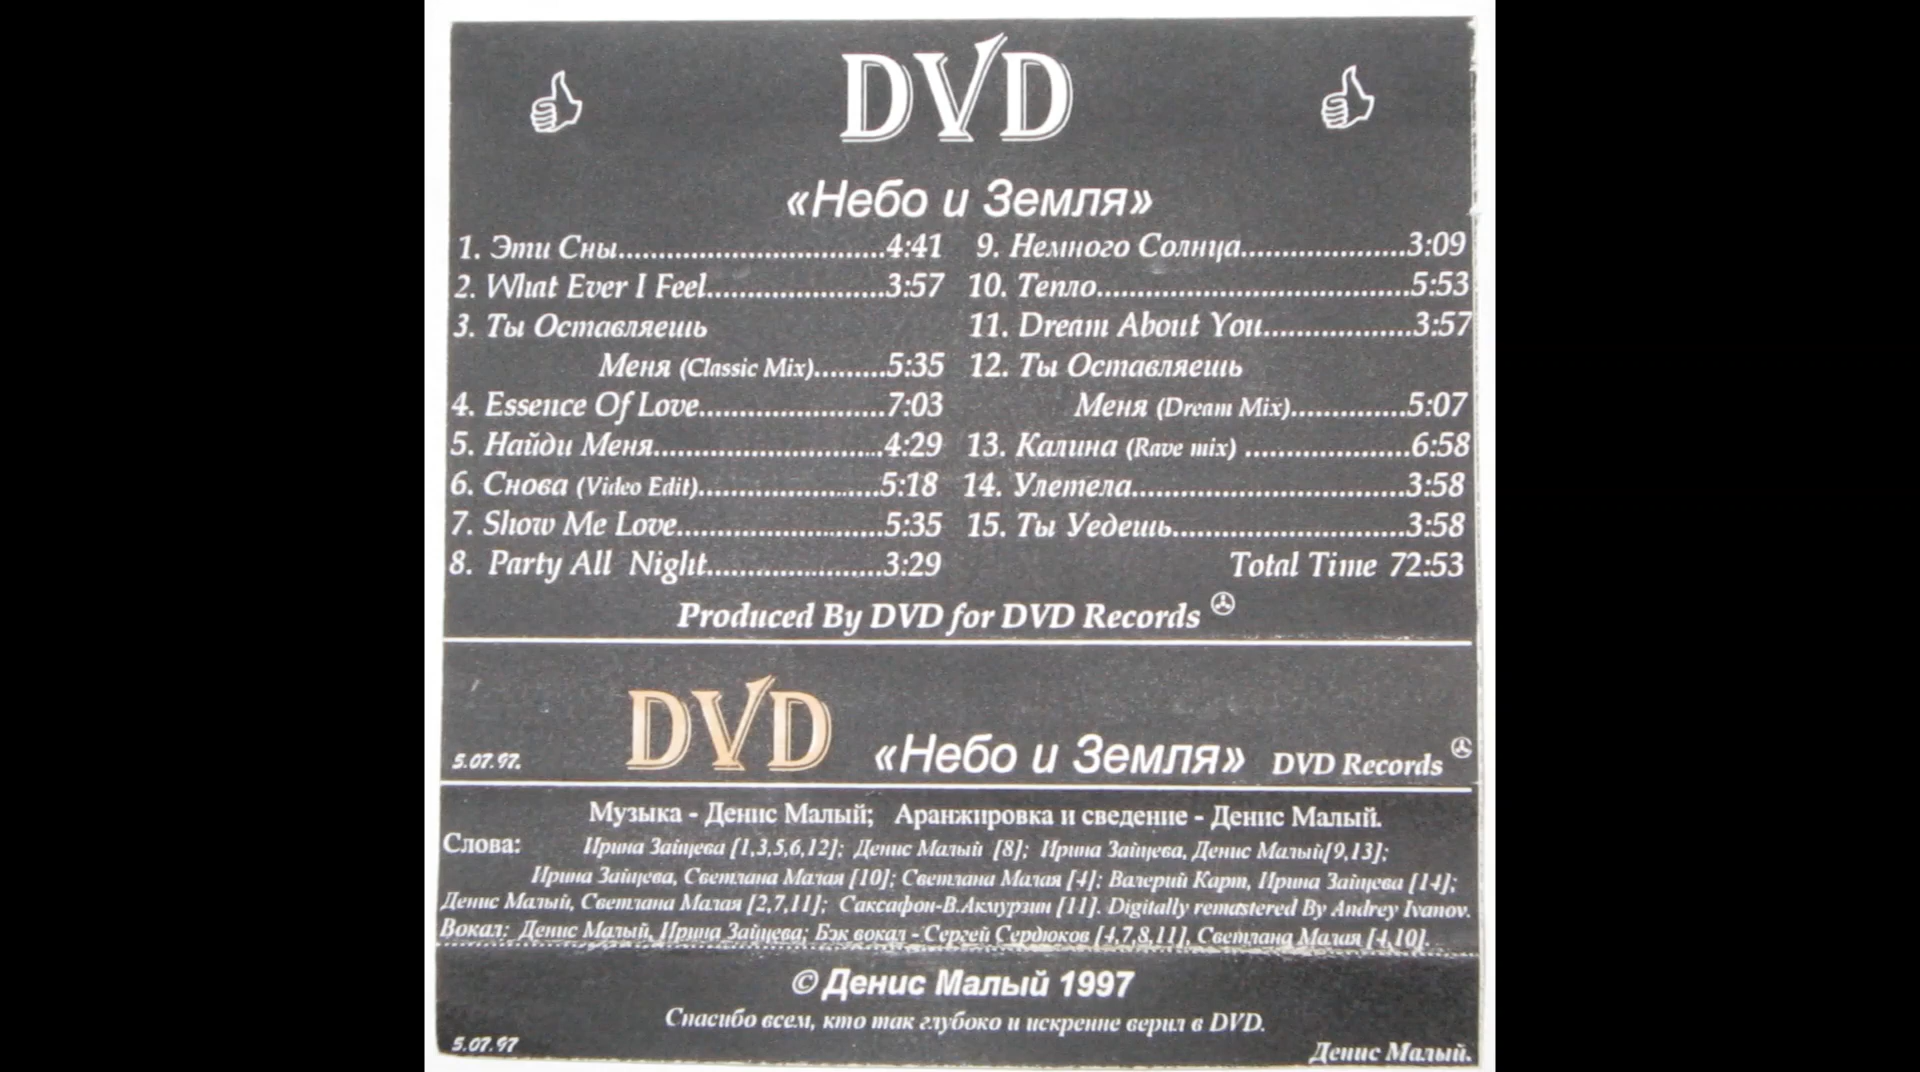 DVD
«Небо и Земля»
1. Эти Сны..................................4:41
2. What Ever I Feel.......................3:57
3. Ты Оставляешь
Меня (Classic Mix).........5:35
4. Essence Of Love........................7:03
5. Найди Меня..............................4:29
6. Снова (Video Edit).......................5:18
7. Show Me Love...........................5:35
8. Party All Night.......................3:29
9. Немного Солнца.....................3:09
10. Тепло........................................5:53
11. Dream About You...................3:57
12. Ты Оставляешь
Меня (Dream Mix)...............5:07
13. Калина (Rave mix) .....................6:58
14. Улетела...................................3:58
15. Ты Уедешь..............................3:58
Total Time 72:53
Produced By DVD for DVD Records
5.07.97. DVD «Небо и Земля» DVD Records
Музыка - Денис Малый; Аранжировка и сведение - Денис Малый.
Слова: Ирина Зайцева [1,3,5,6,12]; Денис Малый [8]; Ирина Зайцева, Денис Малый[9,13];
Ирина Зайцева, Светлана Малая [10]; Светлана Малая [4]; Валерий Карт, Ирина Зайцева [14];
Денис Малый, Светлана Малая [2,7,11]; Саксафон-В.Акмурзин [11]. Digitally remastered By Andrey Ivanov.
Вокал: Денис Малый, Ирина Зайцева; Бэк вокал - Сергей Сердюков [4,7,8,11], Светлана Малая [4,10].
© Денис Малый 1997
Спасибо всем, кто так глубоко и искренне верил в DVD.
5.07.97 Денис Малый.